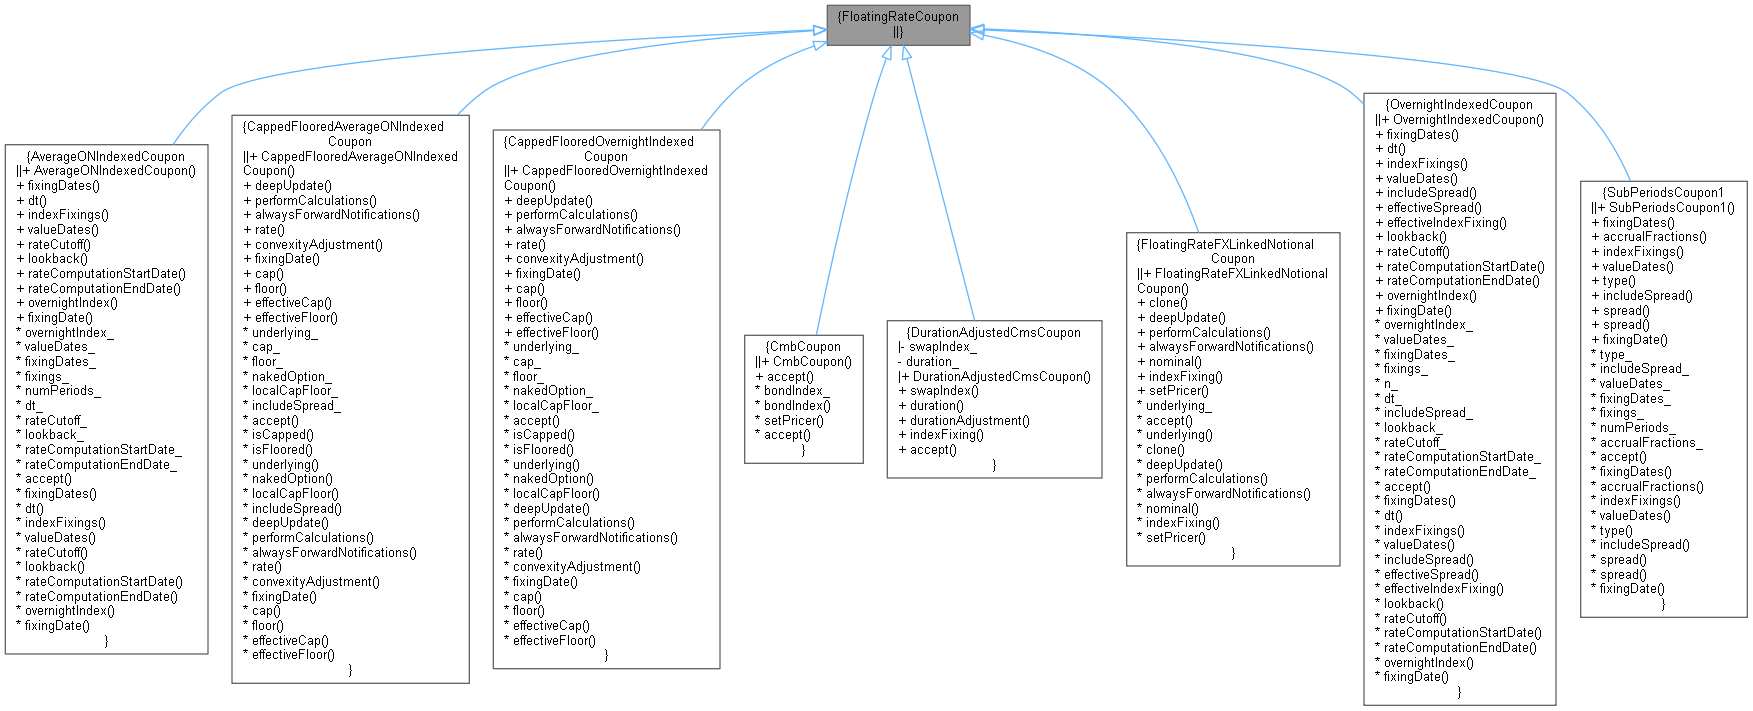 {FloatingRateCoupon
||}
{AverageONIndexedCoupon
||+ AverageONIndexedCoupon()
+ fixingDates()
+ dt()
+ indexFixings()
+ valueDates()
+ rateCutoff()
+ lookback()
+ rateComputationStartDate()
+ rateComputationEndDate()
+ overnightIndex()
+ fixingDate()
* overnightIndex_
* valueDates_
* fixingDates_
* fixings_
* numPeriods_
* dt_
* rateCutoff_
* lookback_
* rateComputationStartDate_
* rateComputationEndDate_
* accept()
* fixingDates()
* dt()
* indexFixings()
* valueDates()
* rateCutoff()
* lookback()
* rateComputationStartDate()
* rateComputationEndDate()
* overnightIndex()
* fixingDate()
}
{CappedFlooredAverageONIndexed
Coupon
||+ CappedFlooredAverageONIndexed
Coupon()
+ deepUpdate()
+ performCalculations()
+ alwaysForwardNotifications()
+ rate()
+ convexityAdjustment()
+ fixingDate()
+ cap()
+ floor()
+ effectiveCap()
+ effectiveFloor()
* underlying_
* cap_
* floor_
* nakedOption_
* localCapFloor_
* includeSpread_
* accept()
* isCapped()
* isFloored()
* underlying()
* nakedOption()
* localCapFloor()
* includeSpread()
* deepUpdate()
* performCalculations()
* alwaysForwardNotifications()
* rate()
* convexityAdjustment()
* fixingDate()
* cap()
* floor()
* effectiveCap()
* effectiveFloor()
}
{CappedFlooredOvernightIndexed
Coupon
||+ CappedFlooredOvernightIndexed
Coupon()
+ deepUpdate()
+ performCalculations()
+ alwaysForwardNotifications()
+ rate()
+ convexityAdjustment()
+ fixingDate()
+ cap()
+ floor()
+ effectiveCap()
+ effectiveFloor()
* underlying_
* cap_
* floor_
* nakedOption_
* localCapFloor_
* accept()
* isCapped()
* isFloored()
* underlying()
* nakedOption()
* localCapFloor()
* deepUpdate()
* performCalculations()
* alwaysForwardNotifications()
* rate()
* convexityAdjustment()
* fixingDate()
* cap()
* floor()
* effectiveCap()
* effectiveFloor()
}
{CmbCoupon
||+ CmbCoupon()
+ accept()
* bondIndex_
* bondIndex()
* setPricer()
* accept()
}
{DurationAdjustedCmsCoupon
|- swapIndex_
- duration_
|+ DurationAdjustedCmsCoupon()
+ swapIndex()
+ duration()
+ durationAdjustment()
+ indexFixing()
+ accept()
}
{FloatingRateFXLinkedNotional
Coupon
||+ FloatingRateFXLinkedNotional
Coupon()
+ clone()
+ deepUpdate()
+ performCalculations()
+ alwaysForwardNotifications()
+ nominal()
+ indexFixing()
+ setPricer()
* underlying_
* accept()
* underlying()
* clone()
* deepUpdate()
* performCalculations()
* alwaysForwardNotifications()
* nominal()
* indexFixing()
* setPricer()
}
{OvernightIndexedCoupon
||+ OvernightIndexedCoupon()
+ fixingDates()
+ dt()
+ indexFixings()
+ valueDates()
+ includeSpread()
+ effectiveSpread()
+ effectiveIndexFixing()
+ lookback()
+ rateCutoff()
+ rateComputationStartDate()
+ rateComputationEndDate()
+ overnightIndex()
+ fixingDate()
* overnightIndex_
* valueDates_
* fixingDates_
* fixings_
* n_
* dt_
* includeSpread_
* lookback_
* rateCutoff_
* rateComputationStartDate_
* rateComputationEndDate_
* accept()
* fixingDates()
* dt()
* indexFixings()
* valueDates()
* includeSpread()
* effectiveSpread()
* effectiveIndexFixing()
* lookback()
* rateCutoff()
* rateComputationStartDate()
* rateComputationEndDate()
* overnightIndex()
* fixingDate()
}
{SubPeriodsCoupon1
||+ SubPeriodsCoupon1()
+ fixingDates()
+ accrualFractions()
+ indexFixings()
+ valueDates()
+ type()
+ includeSpread()
+ spread()
+ spread()
+ fixingDate()
* type_
* includeSpread_
* valueDates_
* fixingDates_
* fixings_
* numPeriods_
* accrualFractions_
* accept()
* fixingDates()
* accrualFractions()
* indexFixings()
* valueDates()
* type()
* includeSpread()
* spread()
* spread()
* fixingDate()
}